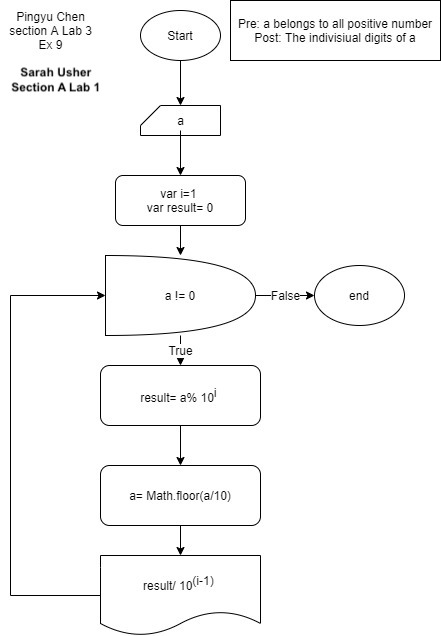 Pingyu Chen
section A Lab 3
Ex 9
Sarah Usher
Section A Lab 1
Start
Pre: a belongs to all positive number
Post: The indivisiual digits of a
a
var i=1
var result= 0
a != 0
False
end
True
result= a% 10^i
a= Math.floor(a/10)
result/ 10^(i-1)